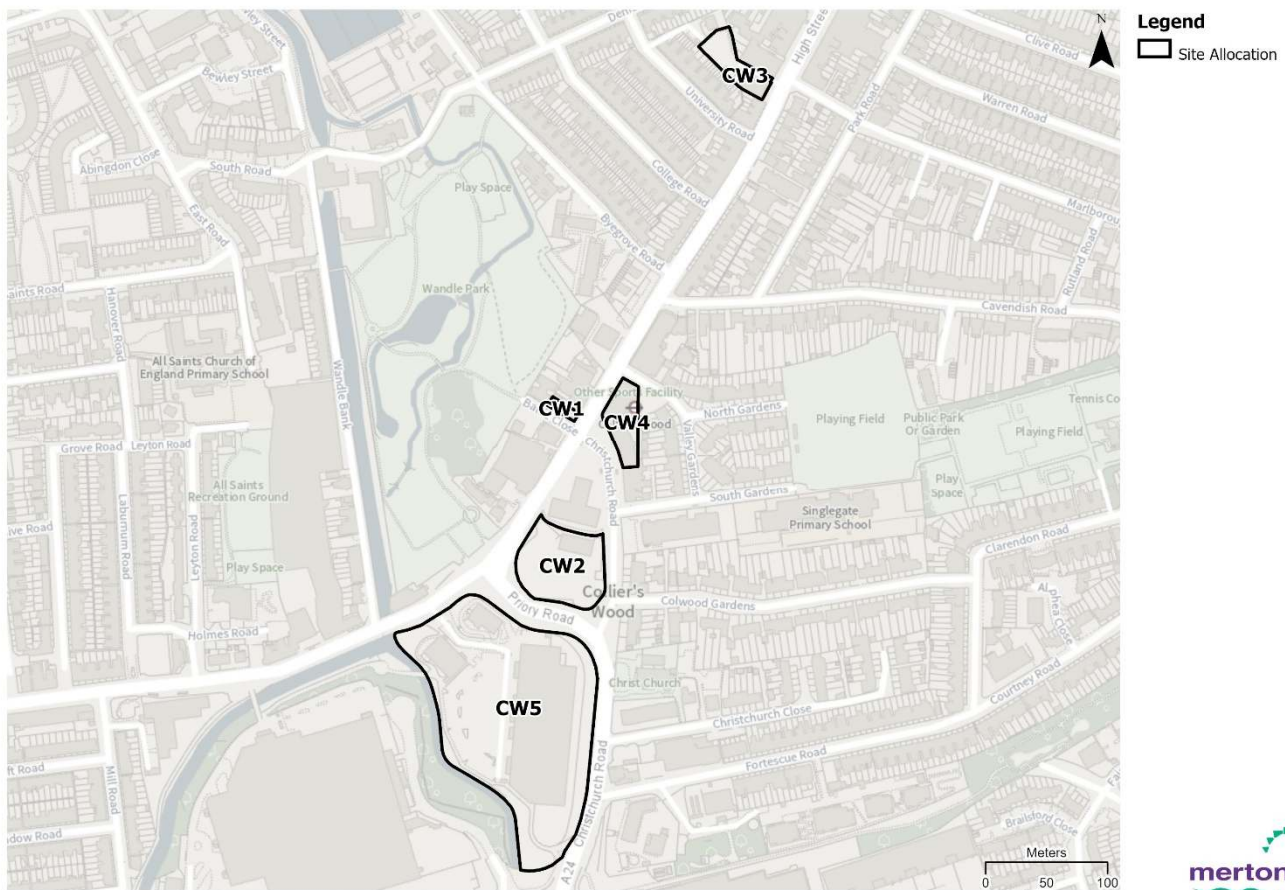 Bewley Street
Bewley Street
Abingdon Close
South Road
East Road
Hanover Road
All Saints Church of
England Primary School
Grove Road
Leyton Road
Laburnum Road
Leyton Road
All Saints
Recreation Ground
Play Space
Holmes Road
Mill Road
Wandle Bank
Play Space
Wandle Park
High Street
CW3
University Road
College Road
Byegrove Road
Park Road
Clive Road
Warren Road
Rutland Road
Cavendish Road
CW1
Other Sports Facility
CW4
Christchurch Road
North Gardens
Valley Gardens
South Gardens
Playing Field
Public Park
Or Garden
Playing Field
Play
Space
Singlegate
Primary School
Clarendon Road
CW2
Collier's
Wood
Priory Road
Colwood Gardens
Alphea Close
Courtney Road
Christ Church
Christchurch Close
CW5
Fortescue Road
A24 Christchurch Road
Brailsford Close
Meters
0 50 100
N
Legend
Site Allocation
merton